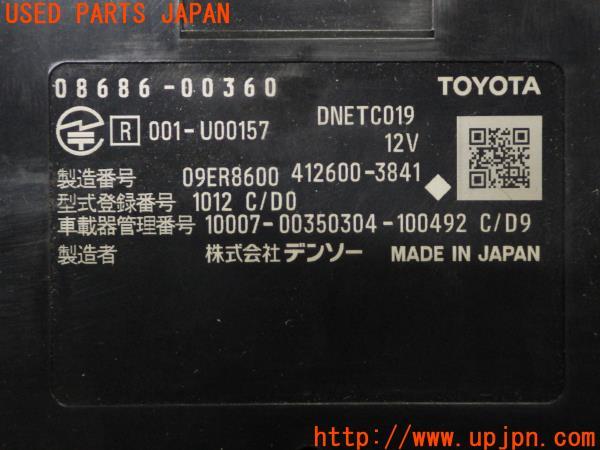 USED PARTS JAPAN
08686-00360
TOYOTA
R 001-U00157
DNETC019
12V
製造番号 09ER8600 412600-3841
型式登録番号 1012 C/D0
車載器管理番号 10007-00350304-100492 C/D9
製造者 株式会社デンソー MADE IN JAPAN
UPJ
http://www.upjpn.com/